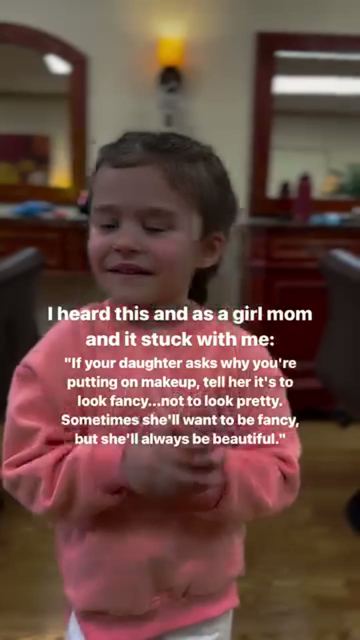 I heard this and as a girl mom
and it stuck with me:
"If your daughter asks why you're
putting on makeup, tell her it's to
look fancy...not to look pretty.
Sometimes she'll want to be fancy,
but she'll always be beautiful."